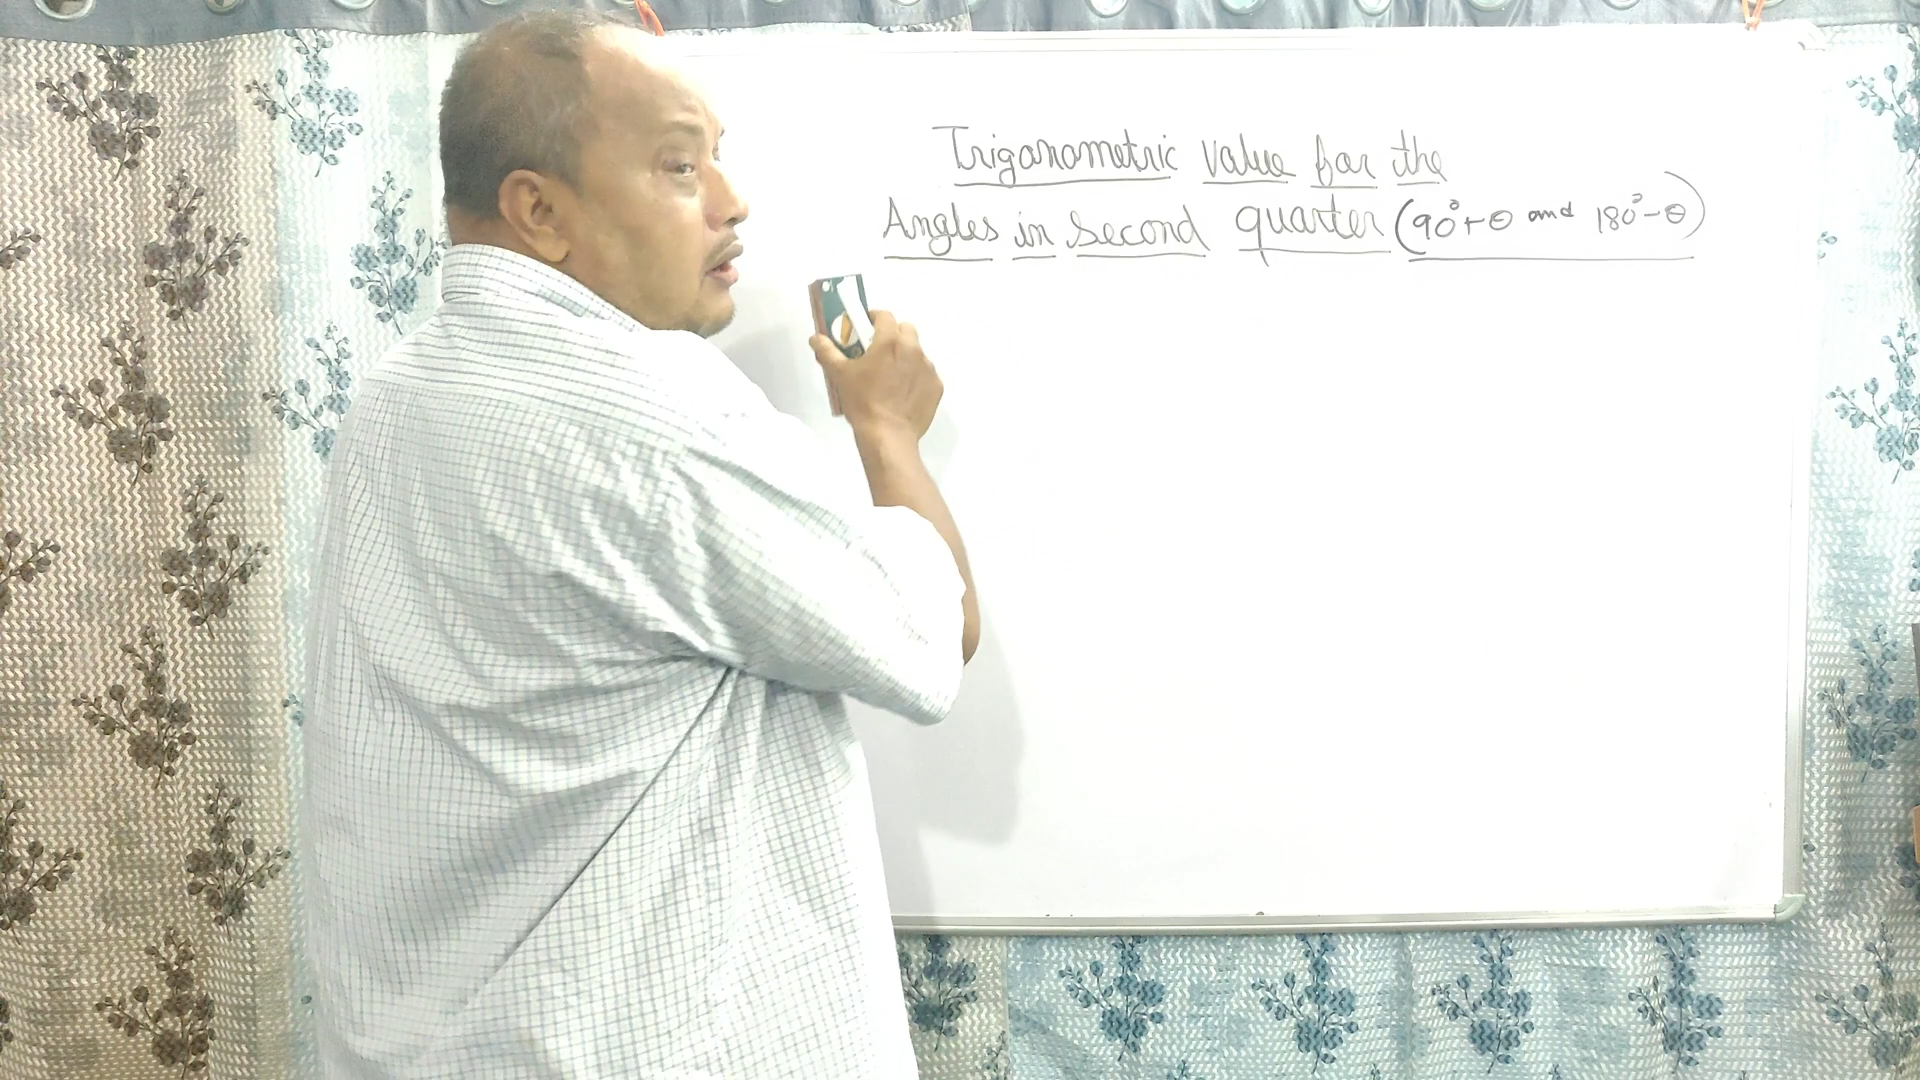 Trigonometric value for the
Angles in second quarter (90°+θ and 180°-θ)